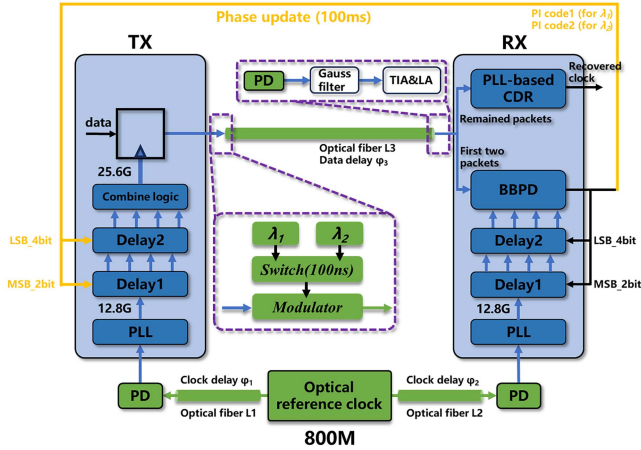 Phase update (100ms)
PI code1 (for λ1)
PI code2 (for λ2)
TX
RX
PD
Gauss
filter
TIA&LA
PLL-based
CDR
Recovered
clock
data
Optical fiber L3
Data delay φ3
Remained packets
First two
packets
25.6G
Combine logic
BBPD
λ1
λ2
LSB_4bit
Delay2
Switch(100ns)
Delay2
LSB_4bit
MSB_2bit
Delay1
Modulator
Delay1
MSB_2bit
12.8G
12.8G
PLL
PLL
PD
Clock delay φ1
Optical fiber L1
Optical
reference clock
Clock delay φ2
Optical fiber L2
PD
800M